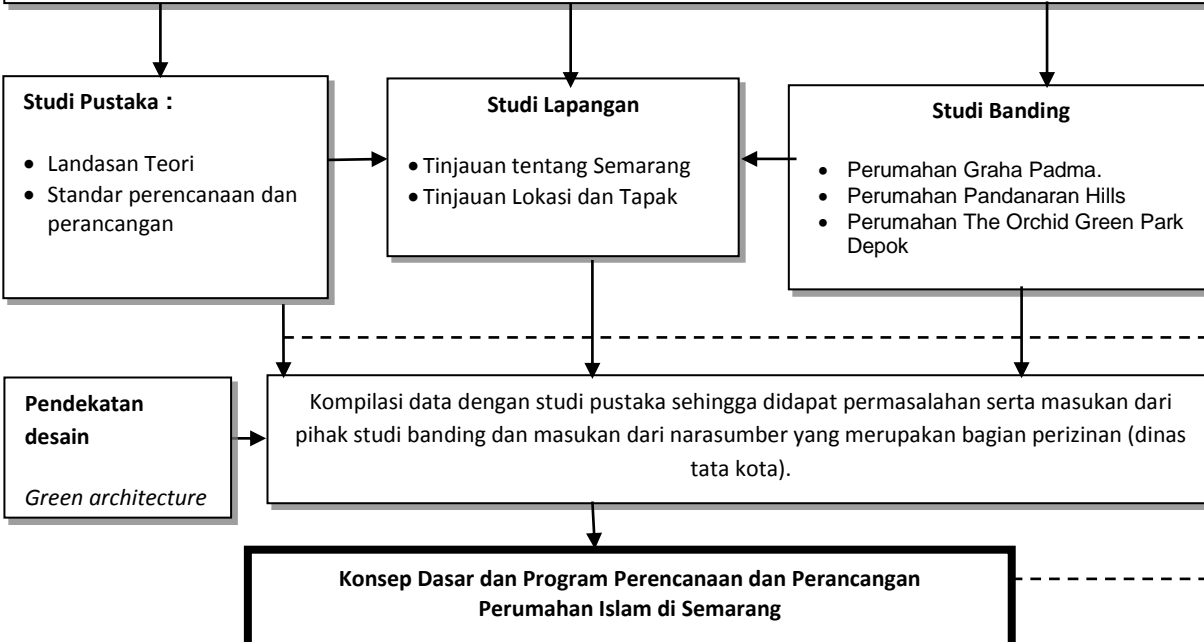 Studi Pustaka :
• Landasan Teori
• Standar perencanaan dan
perancangan
Studi Lapangan
• Tinjauan tentang Semarang
• Tinjauan Lokasi dan Tapak
Studi Banding
• Perumahan Graha Padma.
• Perumahan Pandanaran Hills
• Perumahan The Orchid Green Park
Depok
Pendekatan
desain
Green architecture
Kompilasi data dengan studi pustaka sehingga didapat permasalahan serta masukan dari
pihak studi banding dan masukan dari narasumber yang merupakan bagian perizinan (dinas
tata kota).
Konsep Dasar dan Program Perencanaan dan Perancangan
Perumahan Islam di Semarang